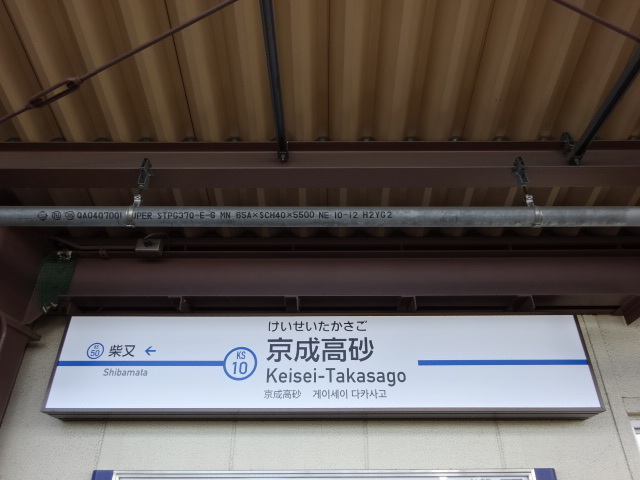 QA0407001 UPER STPG370-E-G MN 65A×SCH40×5500 NE 10-12 H2YG2
けいせいたかさご
KS
50
柴又 ←
Shibamata
KS
10
京成高砂
Keisei-Takasago
京成高砂 게이세이 다카사고